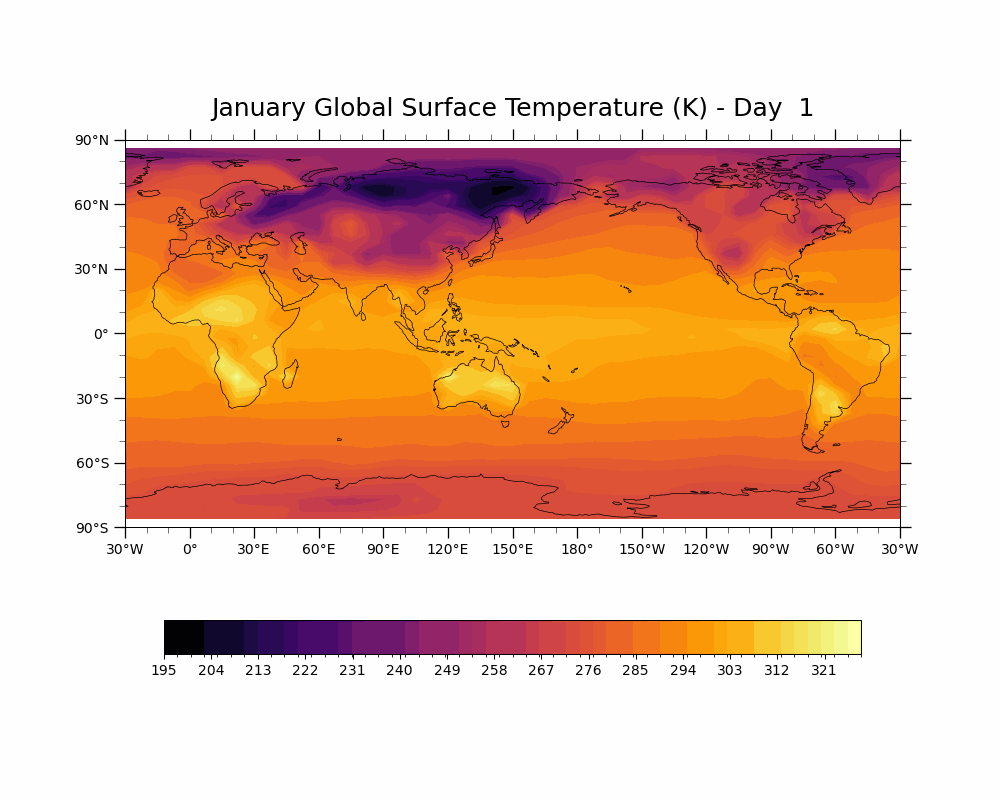 January Global Surface Temperature (K) - Day  1
90°N
60°N
30°N
0°
30°S
60°S
90°S
30°W 0° 30°E 60°E 90°E 120°E 150°E 180° 150°W 120°W 90°W 60°W 30°W
195 204 213 222 231 240 249 258 267 276 285 294 303 312 321